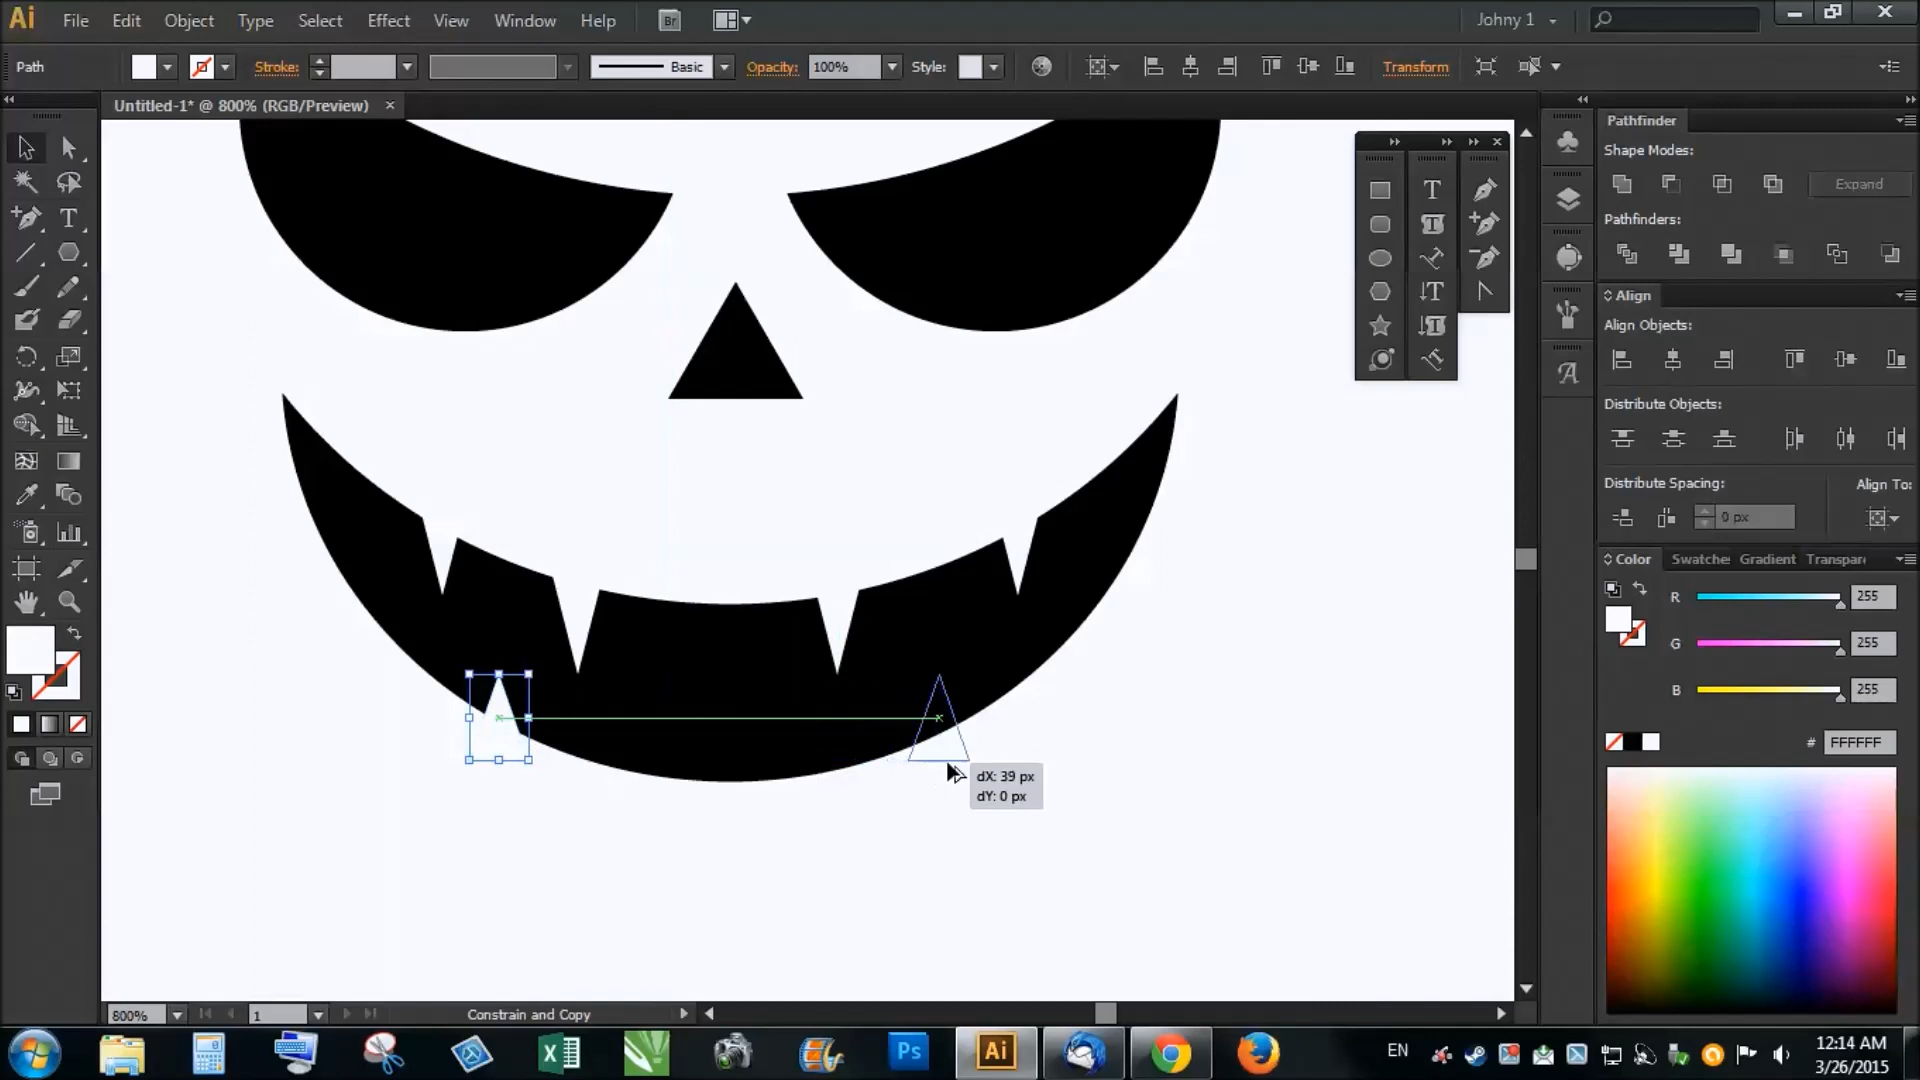 Ai File Edit Object Type Select Effect View Window Help Br Johny 1
Path Stroke: Basic Opacity: 100% Style: Transform
Untitled-1* @ 800% (RGB/Preview)
Pathfinder
Shape Modes:
Expand
Pathfinders:
Align
Align Objects:
Distribute Objects:
Distribute Spacing: Align To:
0 px
Color Swatche Gradient Transpar
R 255
G 255
B 255
# FFFFFF
dX: 39 px
dY: 0 px
800% 1 Constrain and Copy
Ps Ai EN
12:14 AM
3/26/2015